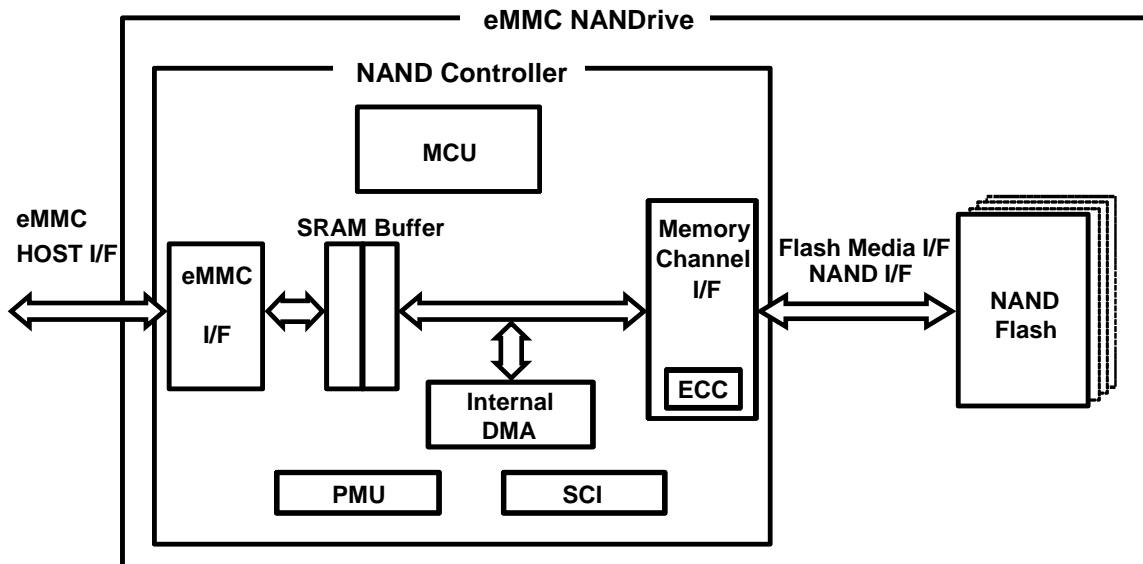 eMMC NANDrive
NAND Controller
MCU
eMMC
HOST I/F
SRAM Buffer
eMMC
I/F
Memory
Channel
I/F
ECC
Flash Media I/F
NAND I/F
NAND
Flash
Internal
DMA
PMU
SCI